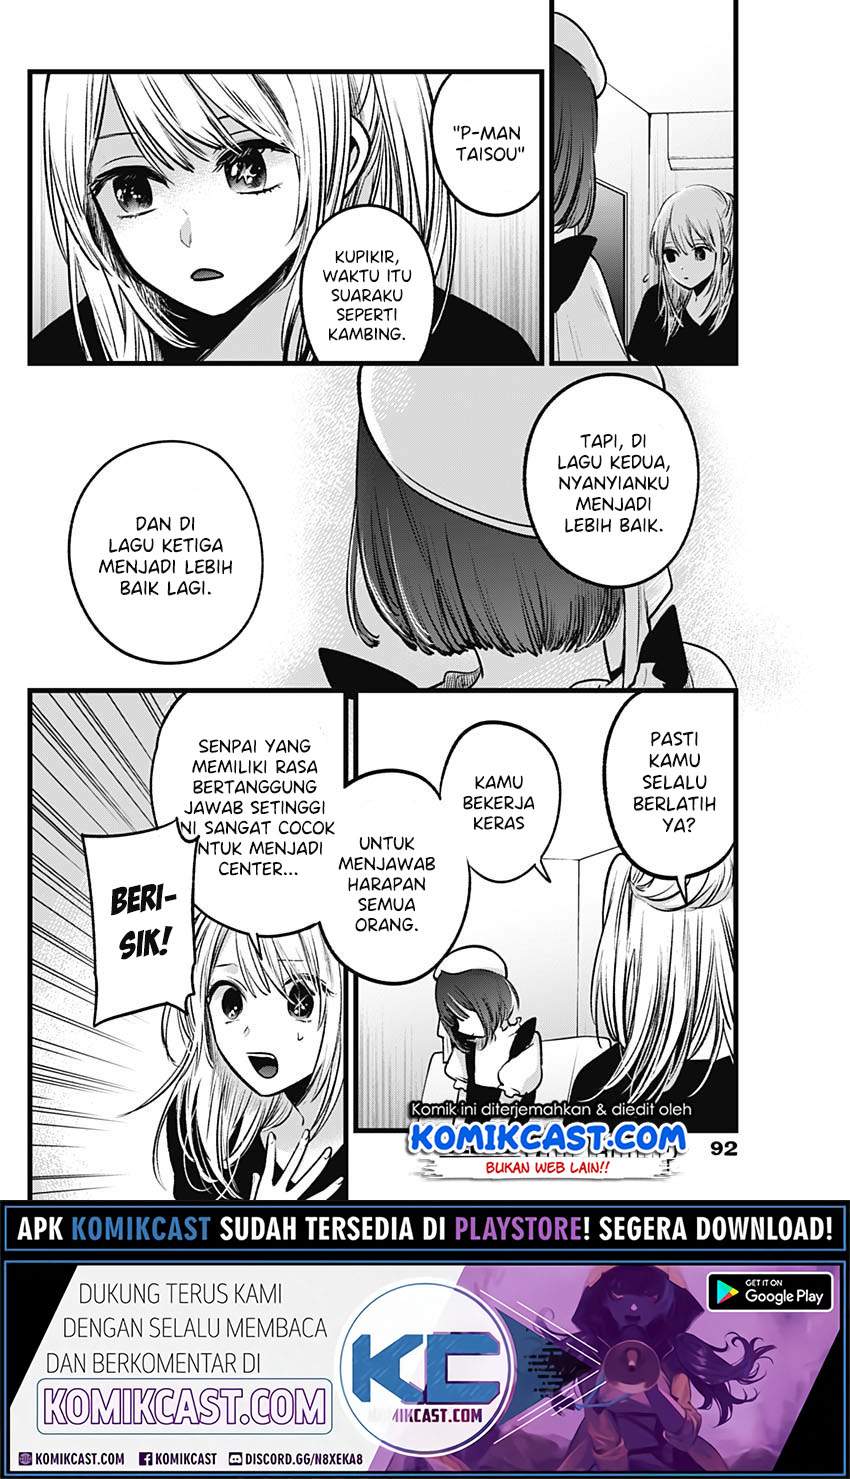 "P-MAN
TAISOU"
KUPIKIR,
WAKTU ITU
SUARAKU
SEPERTI
KAMBING.
TAPI, DI
LAGU KEDUA,
NYANYIANKU
MENJADI
LEBIH BAIK.
DAN DI
LAGU KETIGA
MENJADI LEBIH
BAIK LAGI.
PASTI
KAMU
SELALU
BERLATIH
YA?
KAMU
BEKERJA
KERAS
UNTUK
MENJAWAB
HARAPAN
SEMUA
ORANG.
SENPAI YANG
MEMILIKI RASA
BERTANGGUNG
JAWAB SETINGGI
NI SANGAT COCOK
UNTUK MENJADI
CENTER...
BERI-
SIK!
Komik ini diterjemahkan & diedit oleh
KOMIKCAST.COM
BUKAN WEB LAIN!!
92
APK KOMIKCAST SUDAH TERSEDIA DI PLAYSTORE! SEGERA DOWNLOAD!
DUKUNG TERUS KAMI
DENGAN SELALU MEMBACA
DAN BERKOMENTAR DI
KOMIKCAST.COM
KOMIKCAST.COM KOMIKCAST DISCORD.GG/N8XEKA8
KC
KOMIKCAST.COM
GET IT ON
Google Play